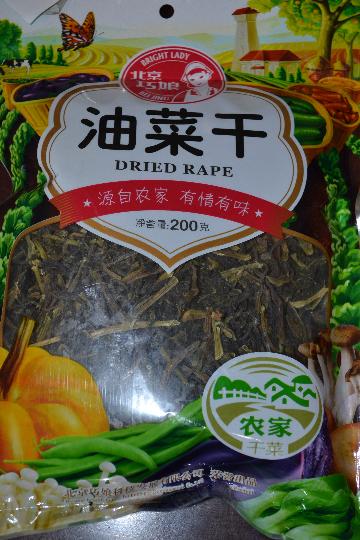 BRIGHT LADY
北京
巧娘
BEIJING
油菜干
DRIED RAPE
源自农家 有情有味
净含量:200克
农家
干菜